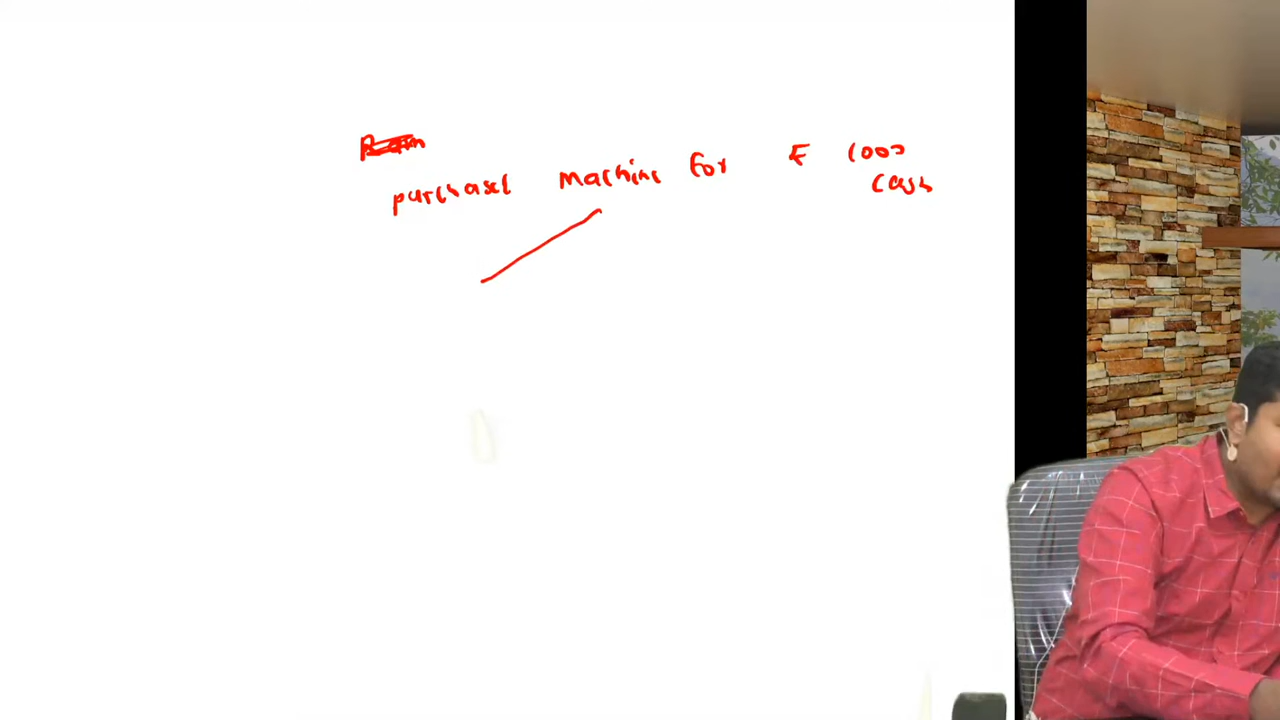 purchased machine for ₹ 1000
cash